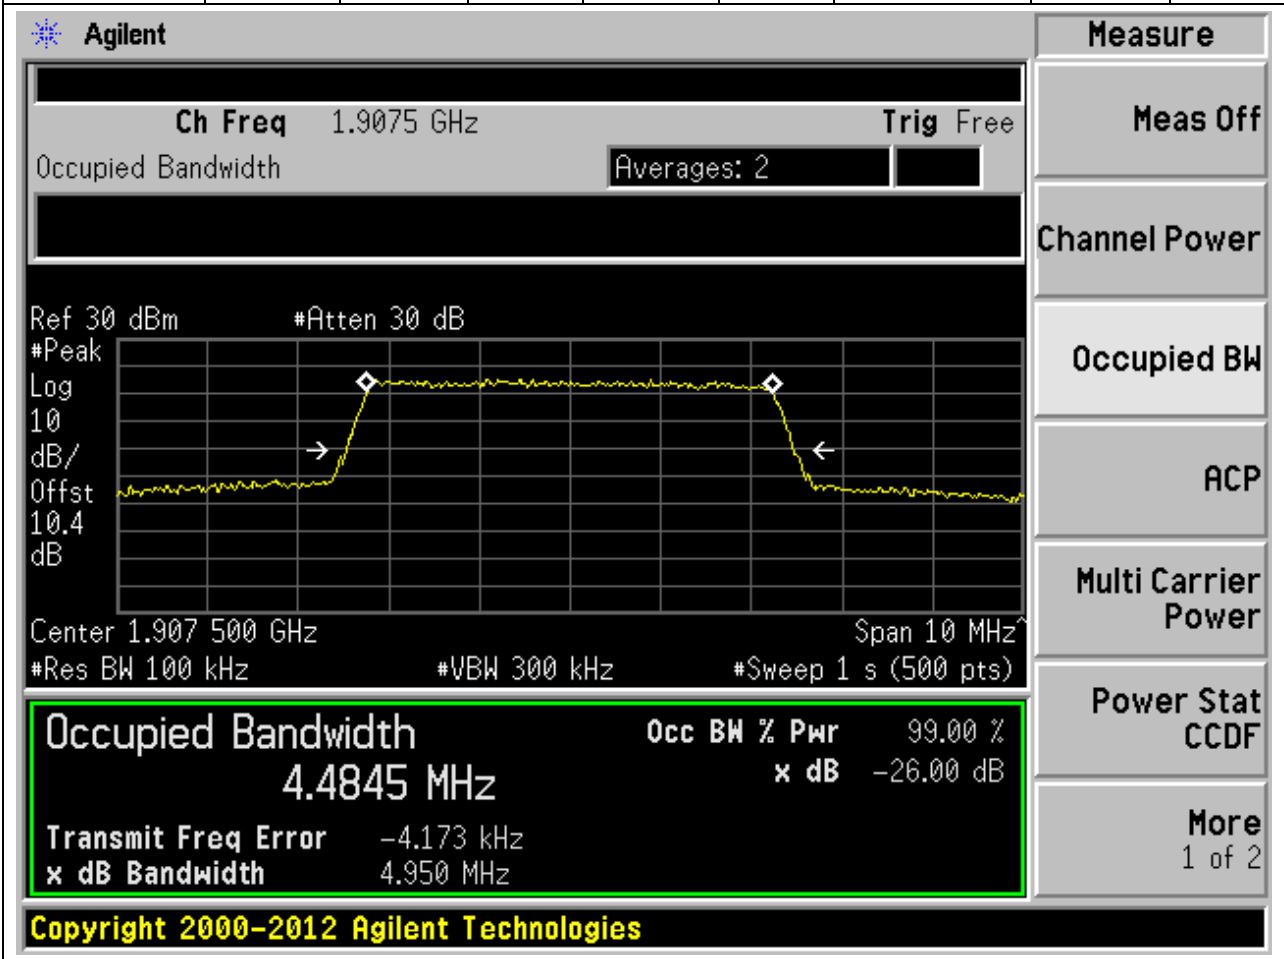 Agilent
Measure
Ch Freq 1.9075 GHz Trig Free
Occupied Bandwidth Averages: 2
Meas Off
Channel Power
Occupied BW
ACP
Multi Carrier
Power
Power Stat
CCDF
More
1 of 2
Ref 30 dBm #Atten 30 dB
#Peak
Log
10
dB/
Offst
10.4
dB
Center 1.907 500 GHz Span 10 MHz^
#Res BW 100 kHz #VBW 300 kHz #Sweep 1 s (500 pts)
Occupied Bandwidth Occ BW % Pwr 99.00 %
4.4845 MHz x dB -26.00 dB
Transmit Freq Error -4.173 kHz
x dB Bandwidth 4.950 MHz
Copyright 2000-2012 Agilent Technologies